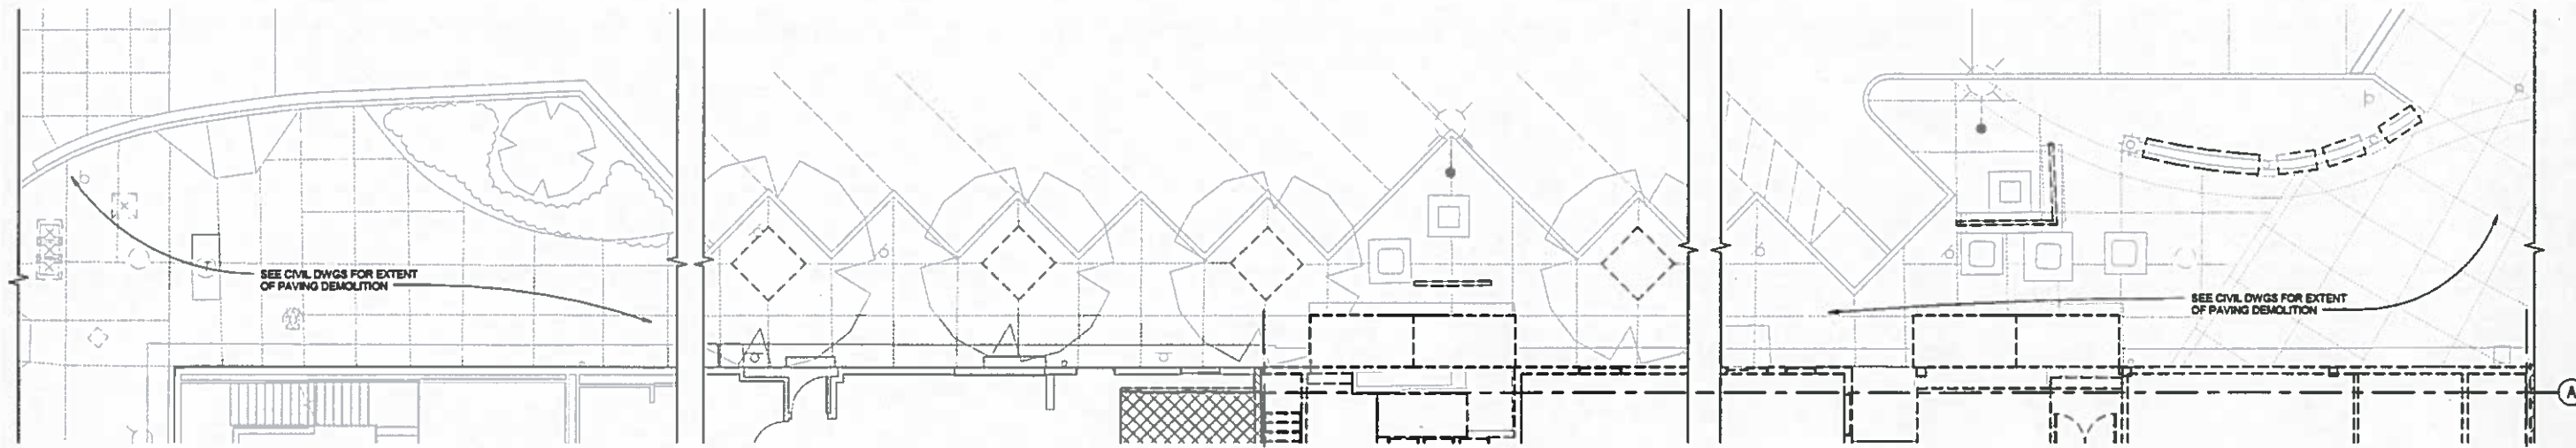 SEE CIVIL DWGS FOR EXTENT
OF PAVING DEMOLITION
SEE CIVIL DWGS FOR EXTENT
OF PAVING DEMOLITION
A